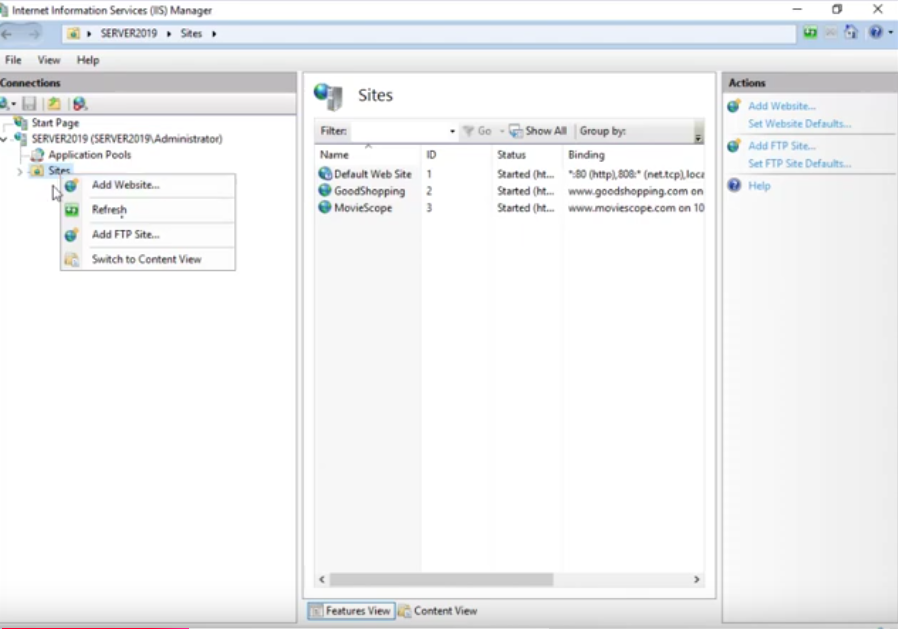 Internet Information Services (IIS) Manager
SERVER2019 Sites
File View Help
Connections
Start Page
SERVER2019 (SERVER2019\Administrator)
Application Pools
Sites
Add Website...
Refresh
Add FTP Site...
Switch to Content View
Sites
Filter: Go Show All Group by:
Name ID Status Binding
Default Web Site 1 Started (ht... *:80 (http),808:* (net.tcp),loca
GoodShopping 2 Started (ht... www.goodshopping.com on
MovieScope 3 Started (ht... www.moviescope.com on 10
Features View Content View
Actions
Add Website...
Set Website Defaults...
Add FTP Site...
Set FTP Site Defaults...
Help